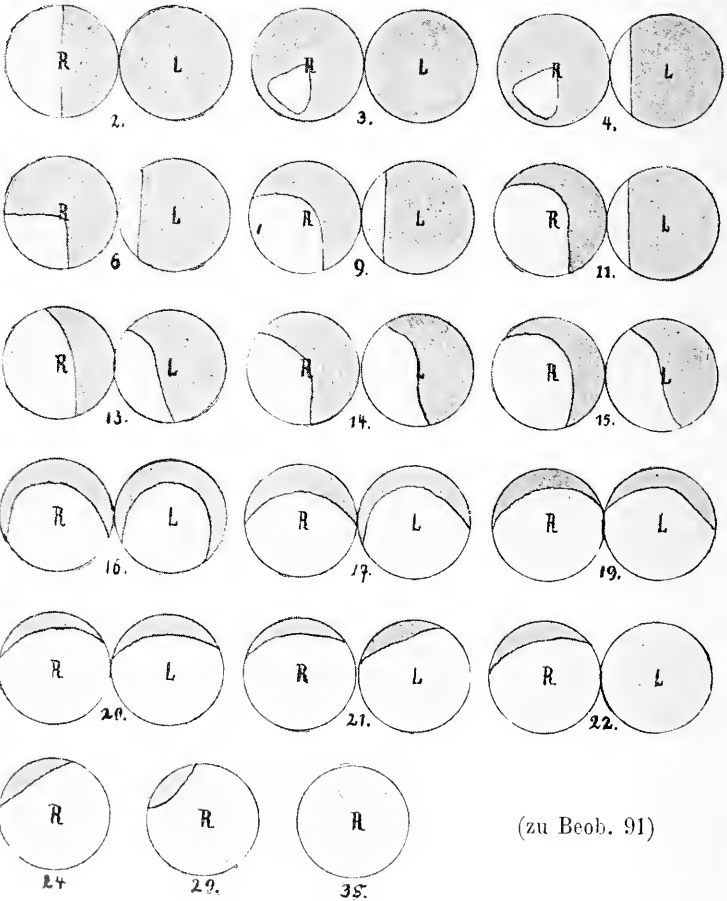 R L R L R L
2. 3. 4.
R L R L R L
6 9. 11.
R L R L R L
13. 14. 15.
R L R L R L
16. 17. 19.
R L R L R L
20. 21. 22.
R R R (zu Beob. 91)
24 29. 38.